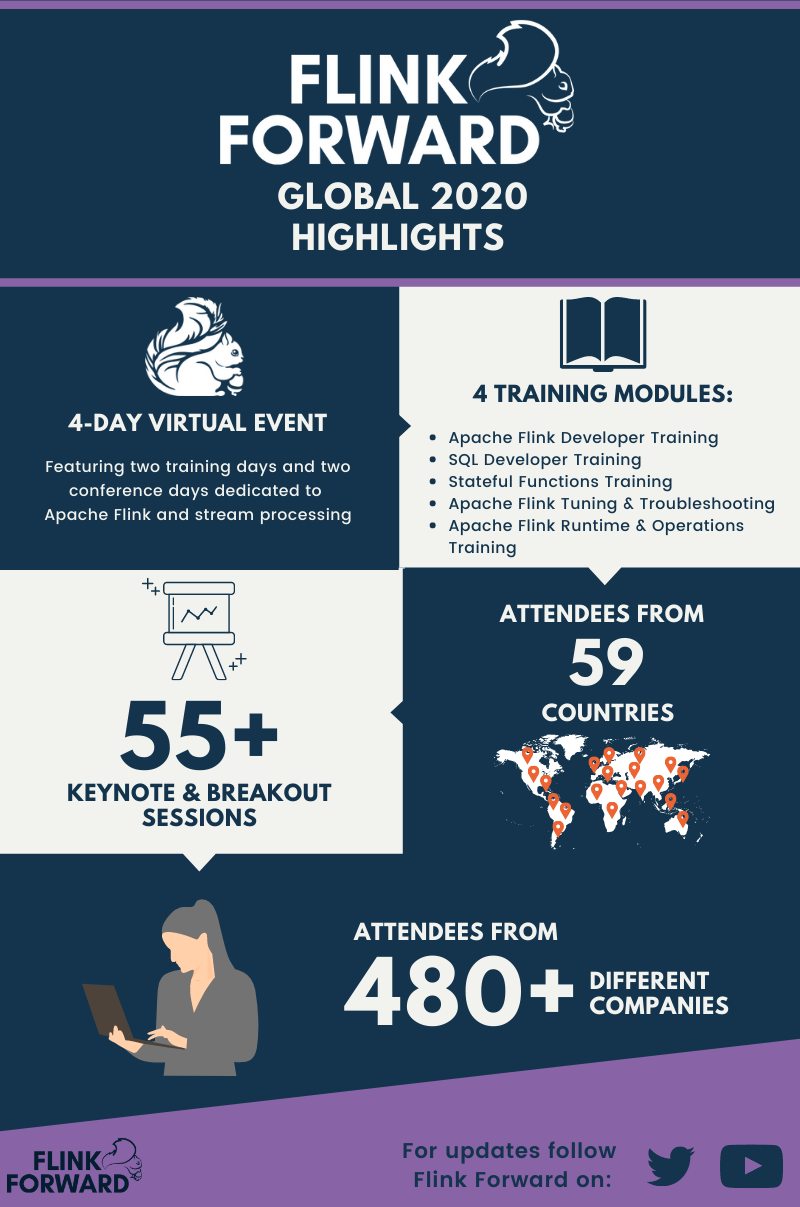 FLINK
FORWARD
GLOBAL 2020
HIGHLIGHTS
4-DAY VIRTUAL EVENT
Featuring two training days and two
conference days dedicated to
Apache Flink and stream processing
4 TRAINING MODULES:
• Apache Flink Developer Training
• SQL Developer Training
• Stateful Functions Training
• Apache Flink Tuning & Troubleshooting
• Apache Flink Runtime & Operations
Training
55+
KEYNOTE & BREAKOUT
SESSIONS
ATTENDEES FROM
59
COUNTRIES
ATTENDEES FROM
480+ DIFFERENT
COMPANIES
FLINK
FORWARD
For updates follow
Flink Forward on: